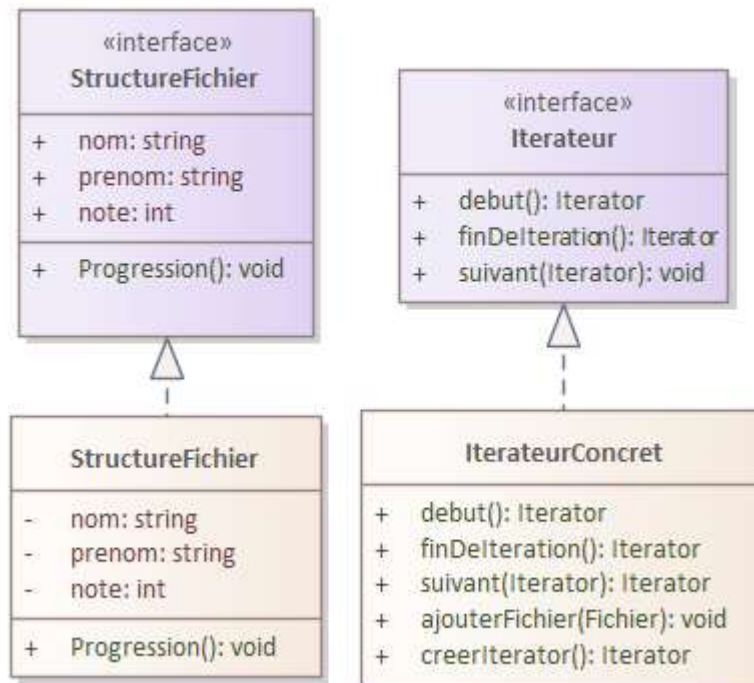 «interface»
StructureFichier
+ nom: string
+ prenom: string
+ note: int
+ Progression(): void
«interface»
Iterateur
+ debut(): Iterator
+ finDeIteration(): Iterator
+ suivant(Iterator): void
StructureFichier
- nom: string
- prenom: string
- note: int
+ Progression(): void
IterateurConcret
+ debut(): Iterator
+ finDeIteration(): Iterator
+ suivant(Iterator): Iterator
+ ajouterFichier(Fichier): void
+ creerIterator(): Iterator